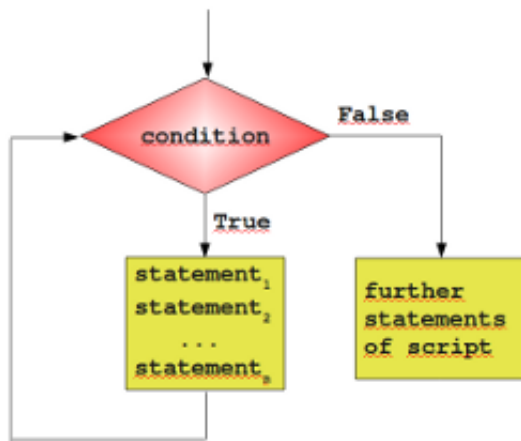 condition
False
True
statement₁
statement₂
...
statementₙ
further
statements
of script